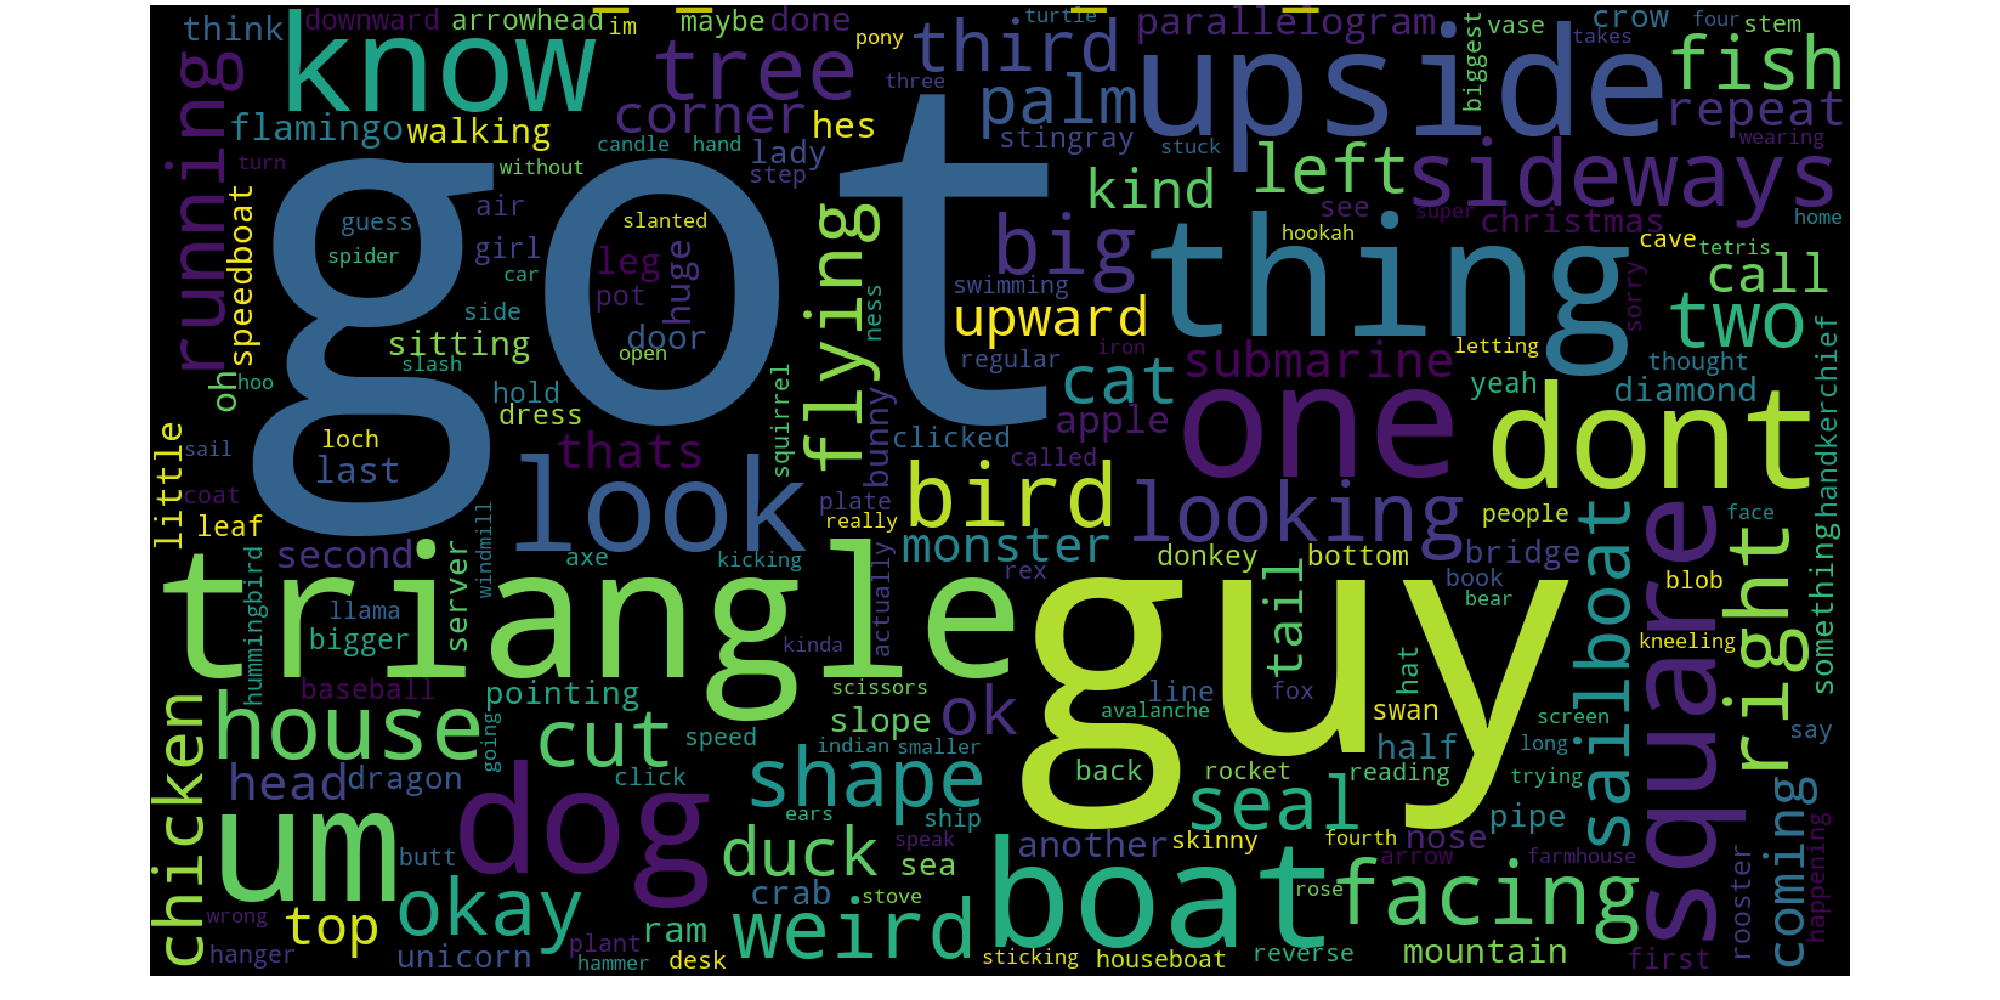 think
downward
arrowhead
im
maybe
done
pony
turtle
third
parallelogram
biggest
vase
crow
takes
four
stem
know
tree
three
upside
fish
running
flamingo
walking
corner
hes
palm
stingray
stuck
repeat
wearing
turn
without
candle
hand
lady
step
kind
left
sideways
got
speedboat
guess
air
slanted
girl
spider
car
leg
huge
pot
side
door
open
flying
ness
big
swimming
thing
see
super
christmas
hookah
home
cave
tetris
call
sorry
upward
two
sitting
slash
oh
hoo
hold
dress
regular
iron
submarine
letting
thought
cat
yeah
diamond
handkerchief
little
loch
last
sail
thats
squirrel
bunny
clicked
apple
called
one
dont
coat
leaf
look
plate
really
bird
looking
people
sailboat
square
face
right
something
second
server
windmill
axe
kicking
actually
monster
rex
donkey
bottom
bridge
book
bear
blob
triangle
guy
hummingbird
llama
bigger
kinda
tail
hat
kneeling
baseball
pointing
scissors
line
fox
chicken
house
going
cut
speed
slope
ok
avalanche
swan
screen
say
head
dragon
click
shape
indian
smaller
back
rocket
half
long
reading
trying
um
dog
ears
ship
seal
pipe
coming
butt
duck
speak
sea
another
skinny
fourth
nose
arrow
farmhouse
happening
okay
crab
stove
boat
rose
facing
rooster
wrong
top
plant
ram
weird
hanger
unicorn
hammer
desk
sticking
houseboat
reverse
mountain
first